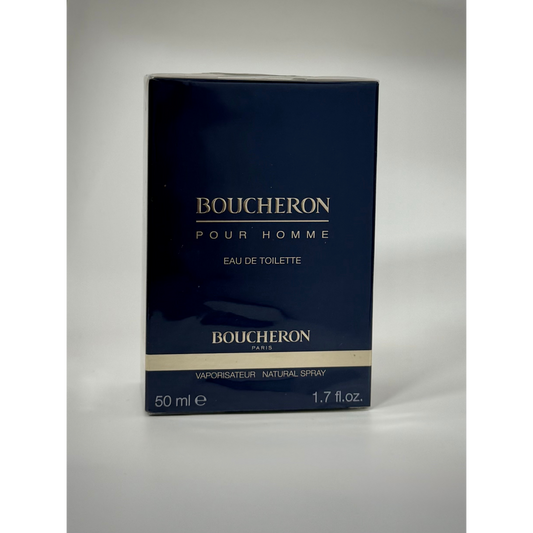 BOUCHERON
POUR HOMME
EAU DE TOILETTE
BOUCHERON
PARIS
VAPORISATEUR NATURAL SPRAY
50 ml ℮ 1.7 fl.oz.